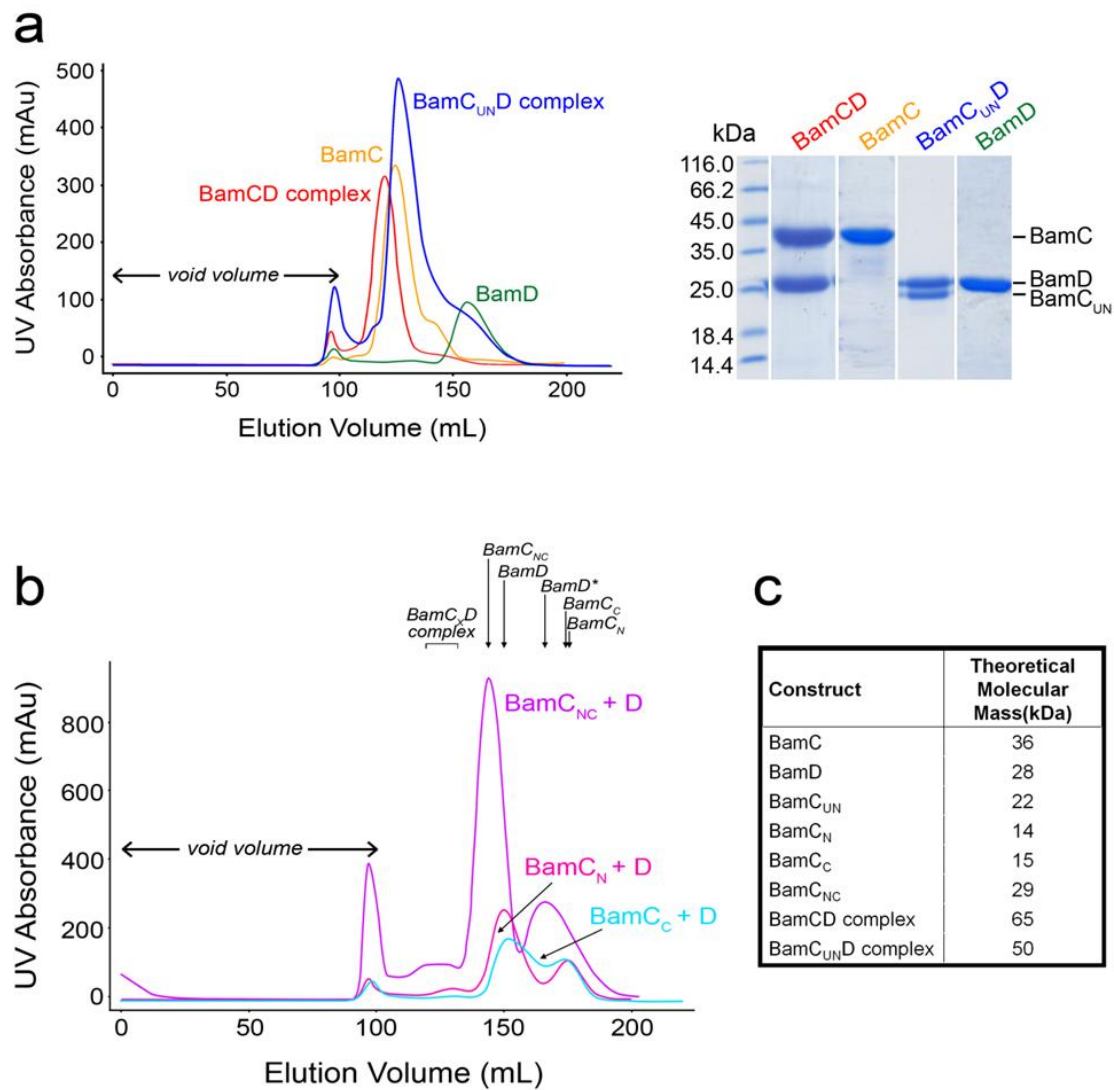 a
500
400
300
200
100
0
UV Absorbance (mAu)
BamC_UN D complex
BamC
BamCD complex
void volume
BamD
0 50 100 150 200
Elution Volume (mL)
kDa
BamCD
BamC
BamC_UN D
BamD
116.0
66.2
45.0
35.0
25.0
18.4
14.4
BamC
BamD
BamC_UN
b
BamC_NC
BamD
BamD*
BamC_C
BamC_N
BamC_X D
complex
800
600
400
200
0
UV Absorbance (mAu)
BamC_NC + D
void volume
BamC_N + D
BamC_C + D
0 50 100 150 200
Elution Volume (mL)
c
Construct Theoretical
Molecular
Mass(kDa)
BamC 36
BamD 28
BamC_UN 22
BamC_N 14
BamC_C 15
BamC_NC 29
BamCD complex 65
BamC_UN D complex 50